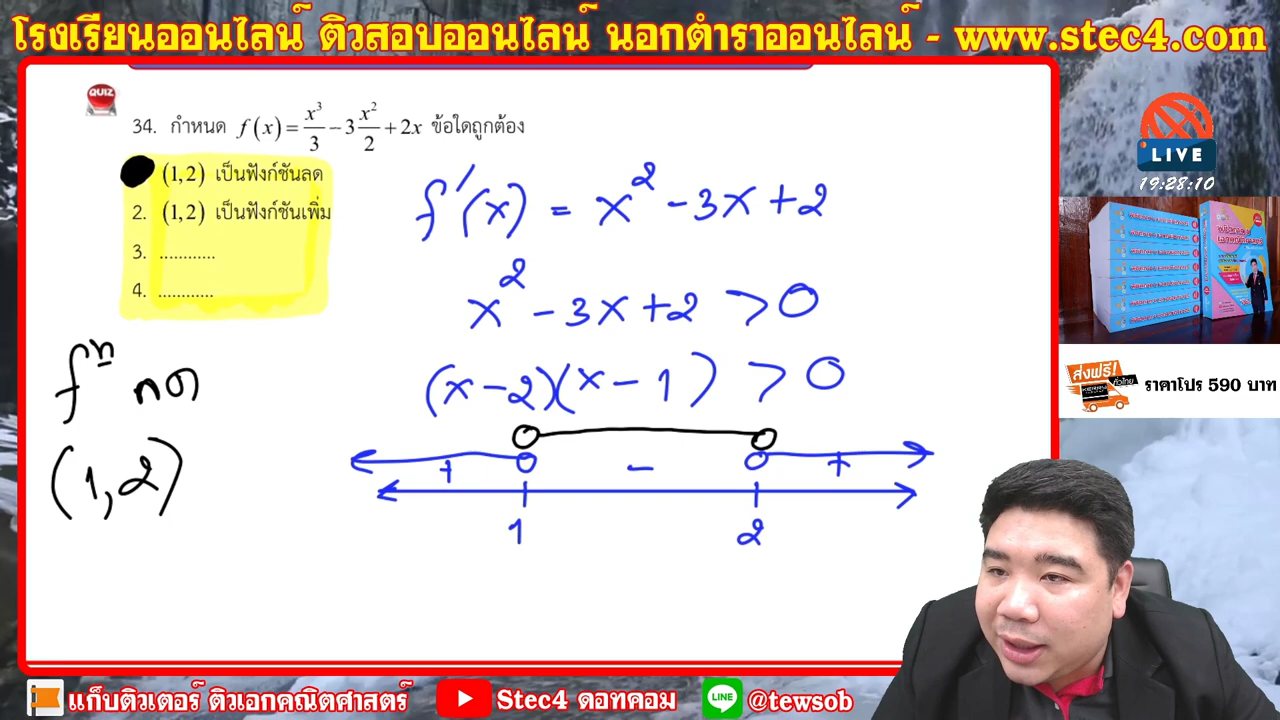 โรงเรียนออนไลน์ ติวสอบออนไลน์ นอกตำราออนไลน์ - www.stec4.com
QUIZ
34. กำหนด f(x) = x³/3 − 3x²/2 + 2x ข้อใดถูกต้อง
(1,2) เป็นฟังก์ชันลด
2. (1,2) เป็นฟังก์ชันเพิ่ม
3. ............
4. ............
f'(x) = x² - 3x + 2
x² - 3x + 2 > 0
(x - 2)(x - 1) > 0
fⁿ ลด
(1,2)
+ - +
1 2
LIVE
19:28:10
ส่งฟรี!
ทั่วไทย
ราคาโปร 590 บาท
แก็บติวเตอร์ ติวเอกคณิตศาสตร์
Stec4 ดอทคอม
LINE
@tewsob